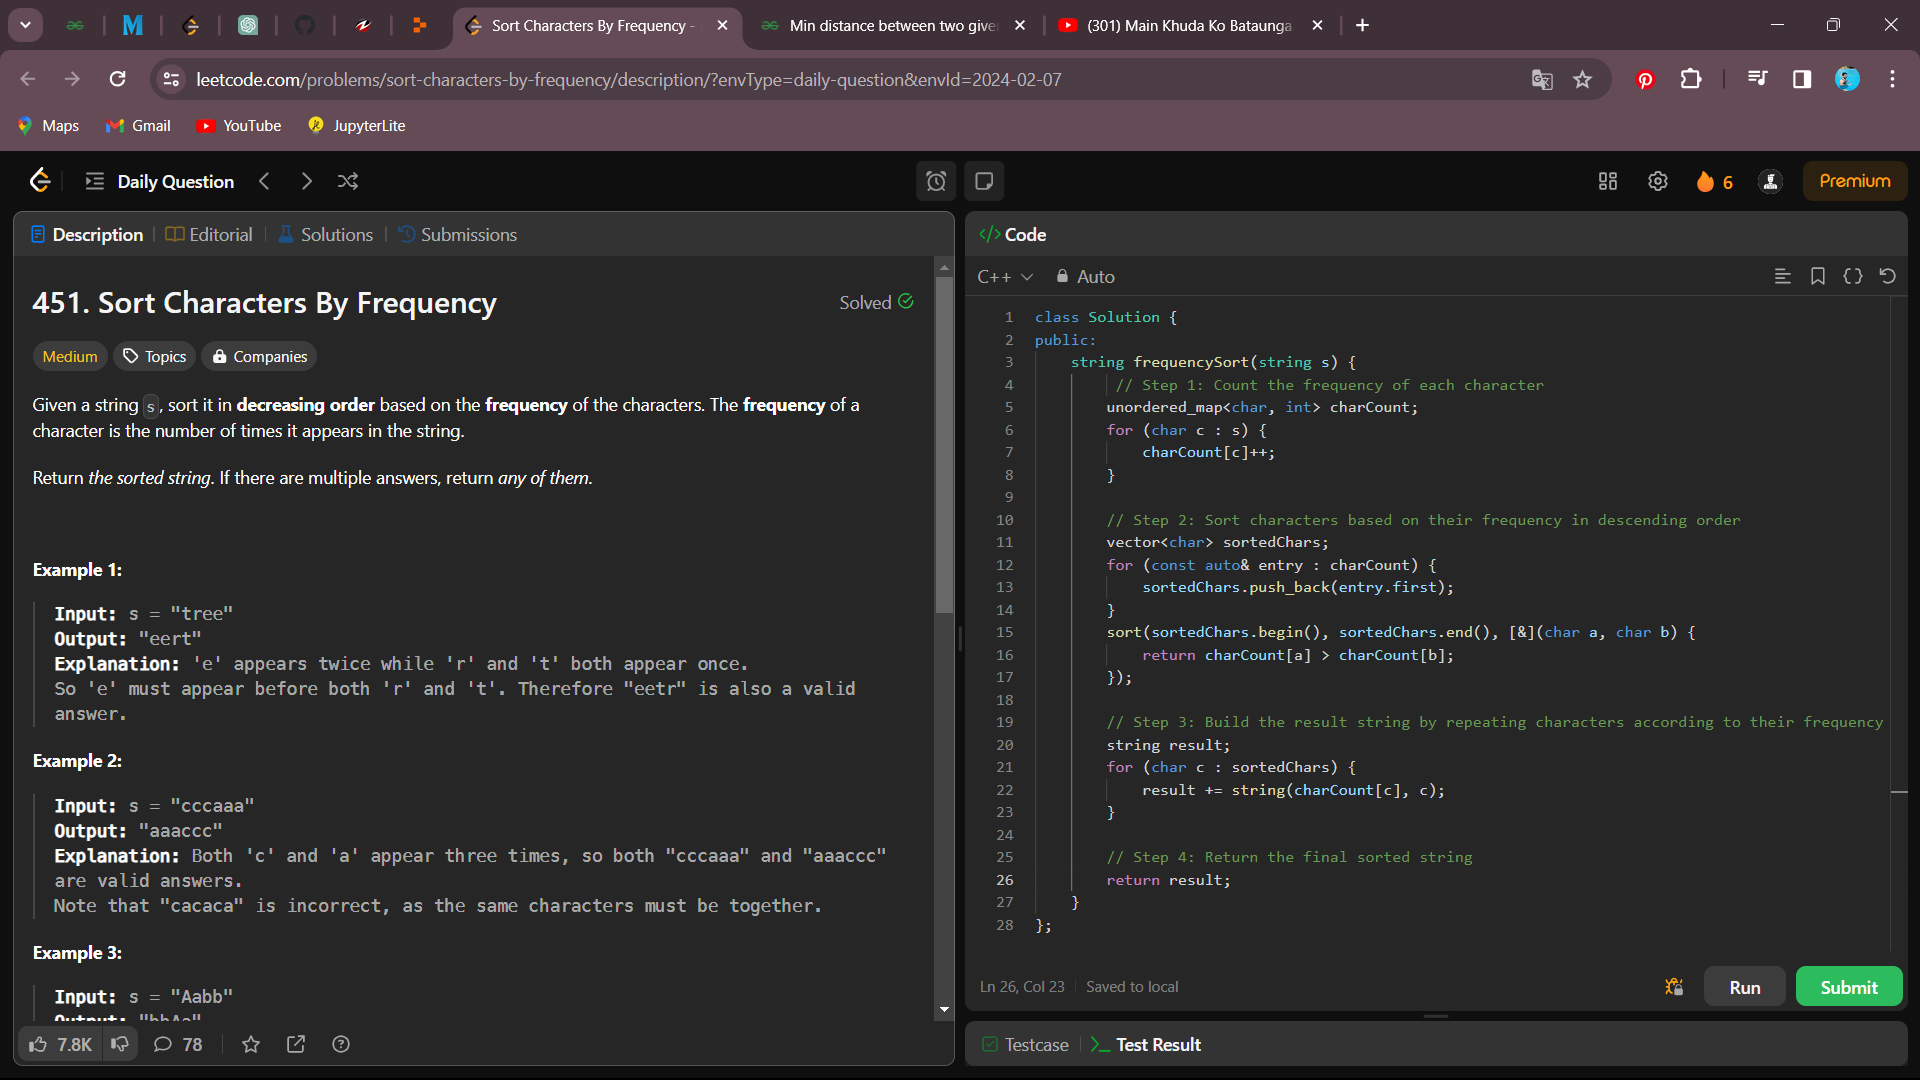 Sort Characters By Frequency -
Min distance between two give
(301) Main Khuda Ko Bataunga
leetcode.com/problems/sort-characters-by-frequency/description/?envType=daily-question&envId=2024-02-07
Maps
Gmail
YouTube
JupyterLite
Daily Question
6
Premium
Description
Editorial
Solutions
Submissions
451. Sort Characters By Frequency
Solved
Medium
Topics
Companies
Given a string s, sort it in decreasing order based on the frequency of the characters. The frequency of a
character is the number of times it appears in the string.
Return the sorted string. If there are multiple answers, return any of them.
Example 1:
Input: s = "tree"
Output: "eert"
Explanation: 'e' appears twice while 'r' and 't' both appear once.
So 'e' must appear before both 'r' and 't'. Therefore "eetr" is also a valid
answer.
Example 2:
Input: s = "cccaaa"
Output: "aaaccc"
Explanation: Both 'c' and 'a' appear three times, so both "cccaaa" and "aaaccc"
are valid answers.
Note that "cacaca" is incorrect, as the same characters must be together.
Example 3:
Input: s = "Aabb"
Output: "bbAa"
7.8K
78
</> Code
C++
Auto
1 class Solution {
2 public:
3 string frequencySort(string s) {
4 // Step 1: Count the frequency of each character
5 unordered_map<char, int> charCount;
6 for (char c : s) {
7 charCount[c]++;
8 }
9
10 // Step 2: Sort characters based on their frequency in descending order
11 vector<char> sortedChars;
12 for (const auto& entry : charCount) {
13 sortedChars.push_back(entry.first);
14 }
15 sort(sortedChars.begin(), sortedChars.end(), [&](char a, char b) {
16 return charCount[a] > charCount[b];
17 });
18
19 // Step 3: Build the result string by repeating characters according to their frequency
20 string result;
21 for (char c : sortedChars) {
22 result += string(charCount[c], c);
23 }
24
25 // Step 4: Return the final sorted string
26 return result;
27 }
28 };
Ln 26, Col 23
Saved to local
Run
Submit
Testcase
Test Result